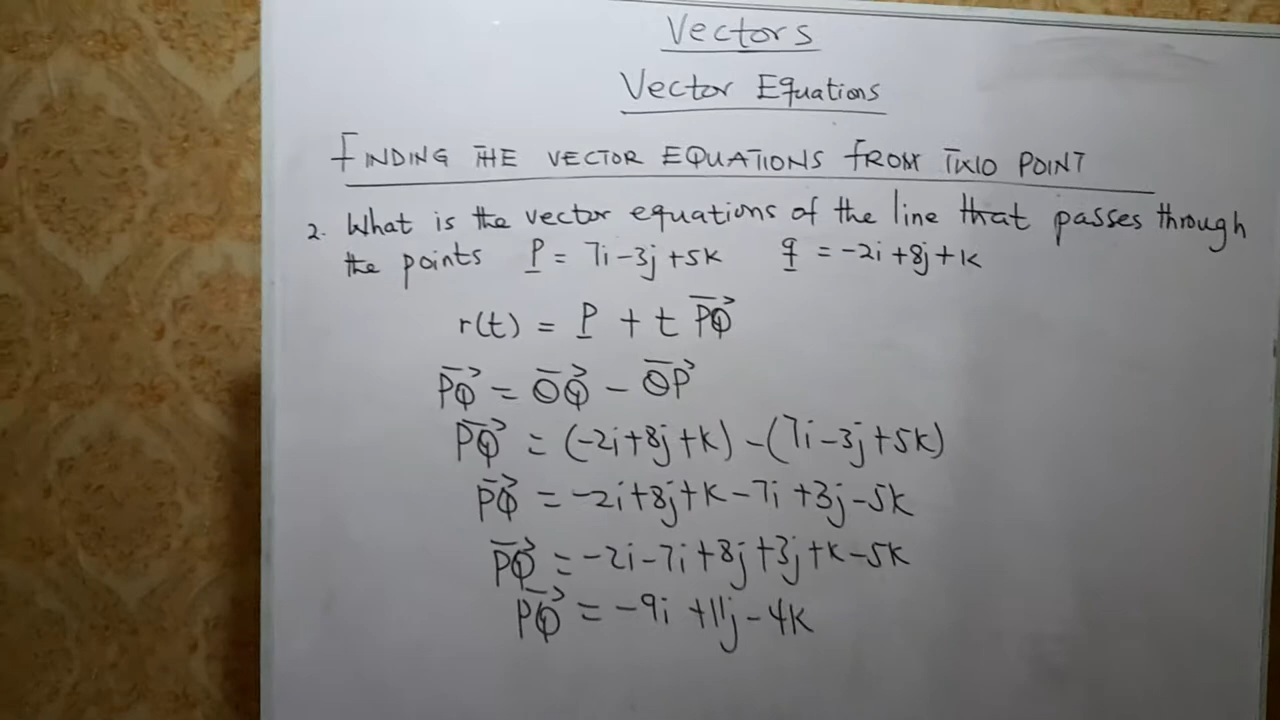 Vectors
Vector Equations
FINDING THE VECTOR EQUATIONS FROM TWO POINT
2. What is the vector equations of the line that passes through
the points p = 7i-3j+5k q = -2i+8j+k
r(t) = p + t PQ⃗
PQ⃗ = OQ⃗ - OP⃗
PQ⃗ = (-2i+8j+k) -(7i-3j+5k)
PQ⃗ = -2i+8j+k-7i+3j-5k
PQ⃗ = -2i-7i+8j+3j+k-5k
PQ⃗ = -9i +11j-4k